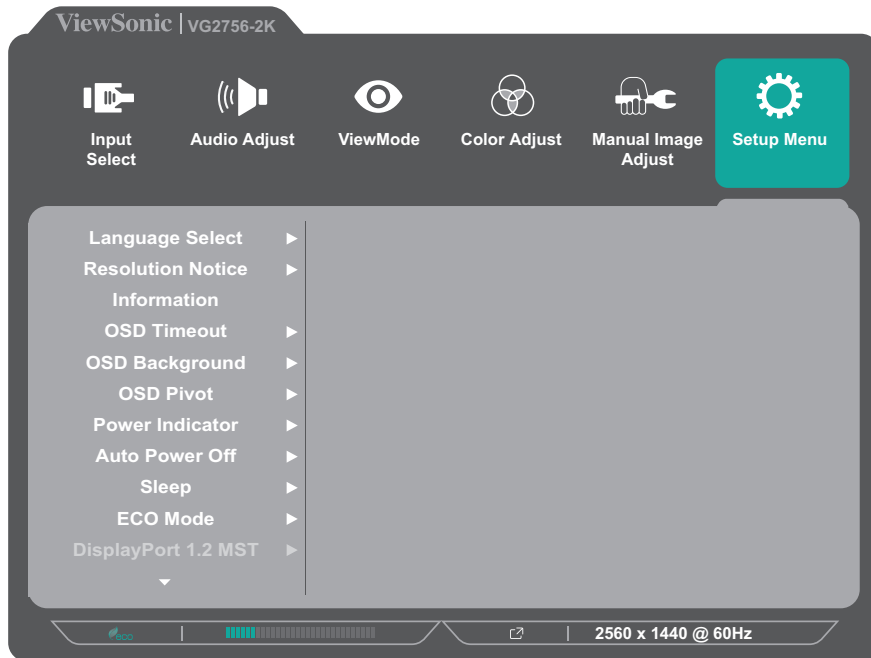 ViewSonic | VG2756-2K
Input Select
Audio Adjust
ViewMode
Color Adjust
Manual Image Adjust
Setup Menu
Language Select
Resolution Notice
Information
OSD Timeout
OSD Background
OSD Pivot
Power Indicator
Auto Power Off
Sleep
ECO Mode
DisplayPort 1.2 MST
eco
2560 x 1440 @ 60Hz